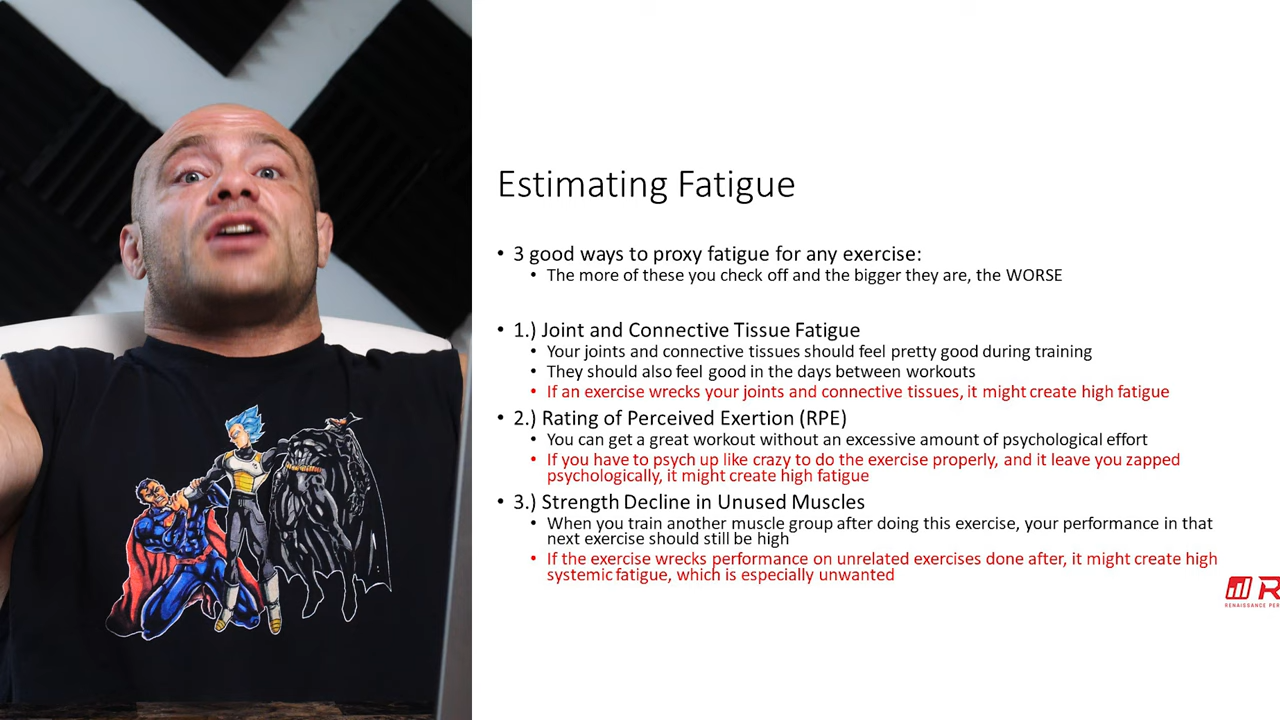 Estimating Fatigue
• 3 good ways to proxy fatigue for any exercise:
• The more of these you check off and the bigger they are, the WORSE
• 1.) Joint and Connective Tissue Fatigue
• Your joints and connective tissues should feel pretty good during training
• They should also feel good in the days between workouts
• If an exercise wrecks your joints and connective tissues, it might create high fatigue
• 2.) Rating of Perceived Exertion (RPE)
• You can get a great workout without an excessive amount of psychological effort
• If you have to psych up like crazy to do the exercise properly, and it leave you zapped
psychologically, it might create high fatigue
• 3.) Strength Decline in Unused Muscles
• When you train another muscle group after doing this exercise, your performance in that
next exercise should still be high
• If the exercise wrecks performance on unrelated exercises done after, it might create high
systemic fatigue, which is especially unwanted
R
RENAISSANCE PER